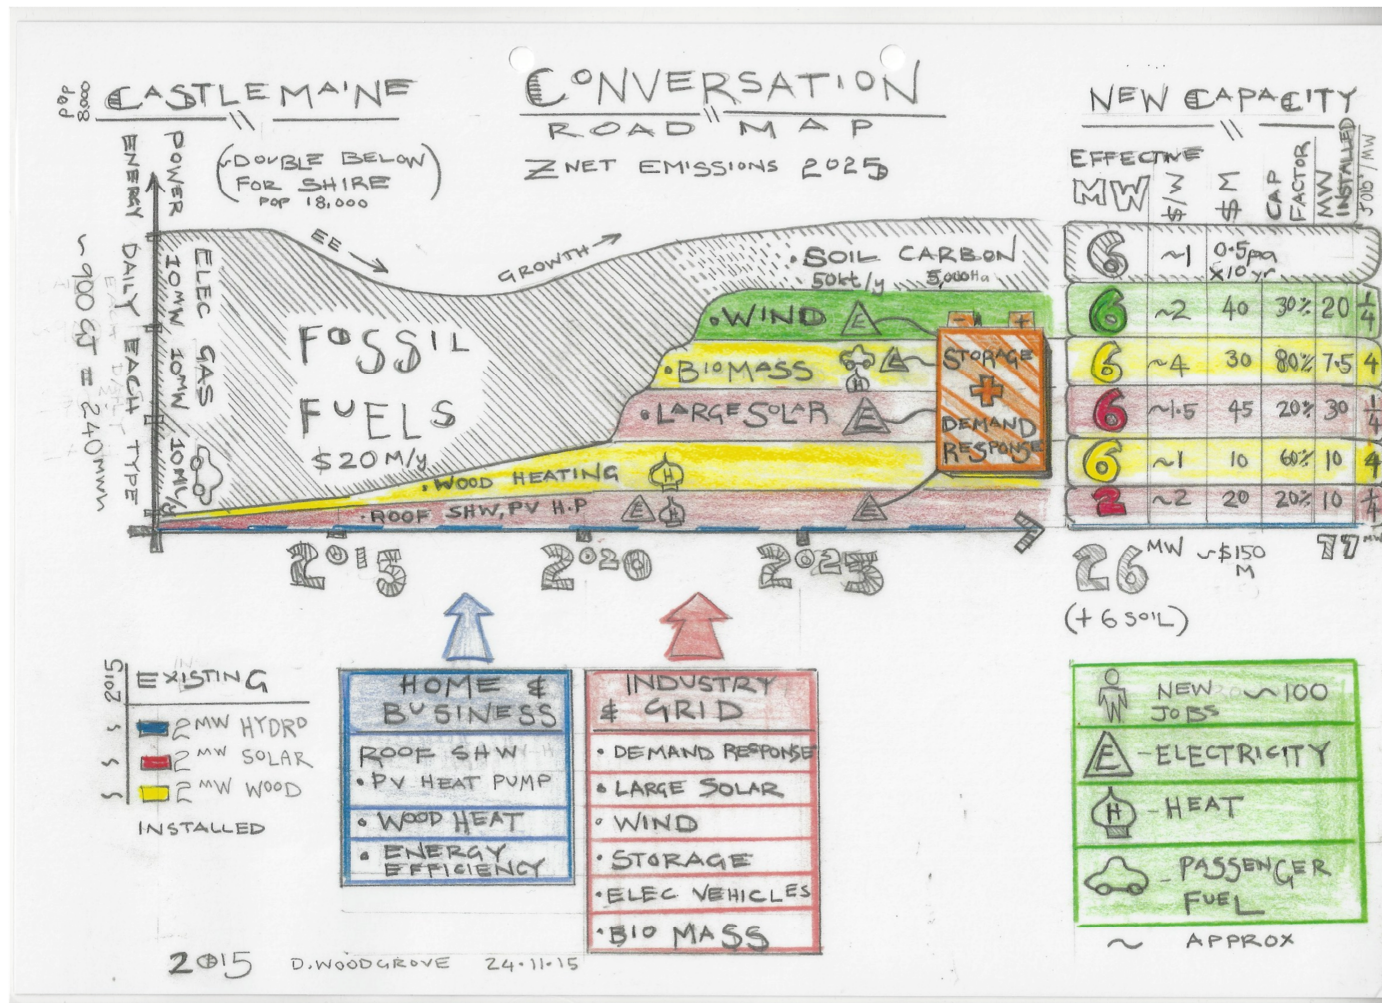 POP 8,000
CASTLEMAINE
CONVERSATION
ROAD MAP
ZNET EMISSIONS 2025
(~DOUBLE BELOW
FOR SHIRE
POP 18,000)
POWER
ENERGY DAILY EACH TYPE
~900 GJ = 240MWh
10MW 10MW 10MW
ELEC GAS
EE
GROWTH
FOSSIL
FUELS
$20 M/y
• SOIL CARBON
50kt/y 5,000Ha
• WIND E
• BIOMASS E
H
• LARGE SOLAR E
• WOOD HEATING H
• ROOF SHW, PV H.P E H E
- +
STORAGE
+
DEMAND
RESPONSE
2015 2020 2025
NEW CAPACITY
EFFECTIVE
MW $/W $M CAP FACTOR MW INSTALLED JOB/MW
6 ~1 0.5pa x10yr
6 ~2 40 30% 20 1/4
6 ~4 30 80% 7.5 4
6 ~1.5 45 20% 30 1/4
6 ~1 10 60% 10 4
2 ~2 20 20% 10 1/4
26 MW ~$150 M 77 MW
(+ 6 SOIL)
2015
EXISTING
2MW HYDRO
2MW SOLAR
2MW WOOD
INSTALLED
HOME &
BUSINESS
ROOF SHW
• PV HEAT PUMP
• WOOD HEAT
• ENERGY
EFFICIENCY
INDUSTRY
& GRID
• DEMAND RESPONSE
• LARGE SOLAR
• WIND
• STORAGE
• ELEC VEHICLES
• BIO MASS
NEW JOBS ~100
E - ELECTRICITY
H - HEAT
- PASSENGER
FUEL
~ APPROX
2015 D.WOODGROVE 24.11.15